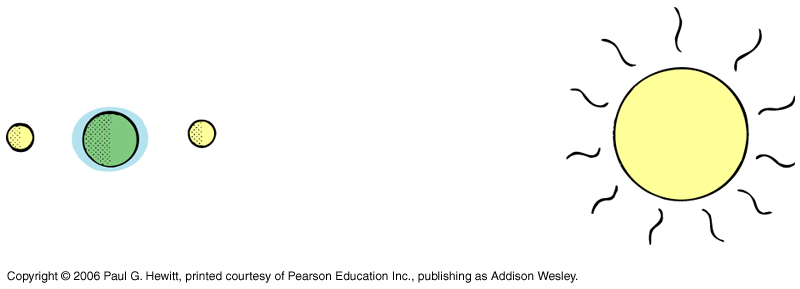 Copyright © 2006 Paul G. Hewitt, printed courtesy of Pearson Education Inc., publishing as Addison Wesley.